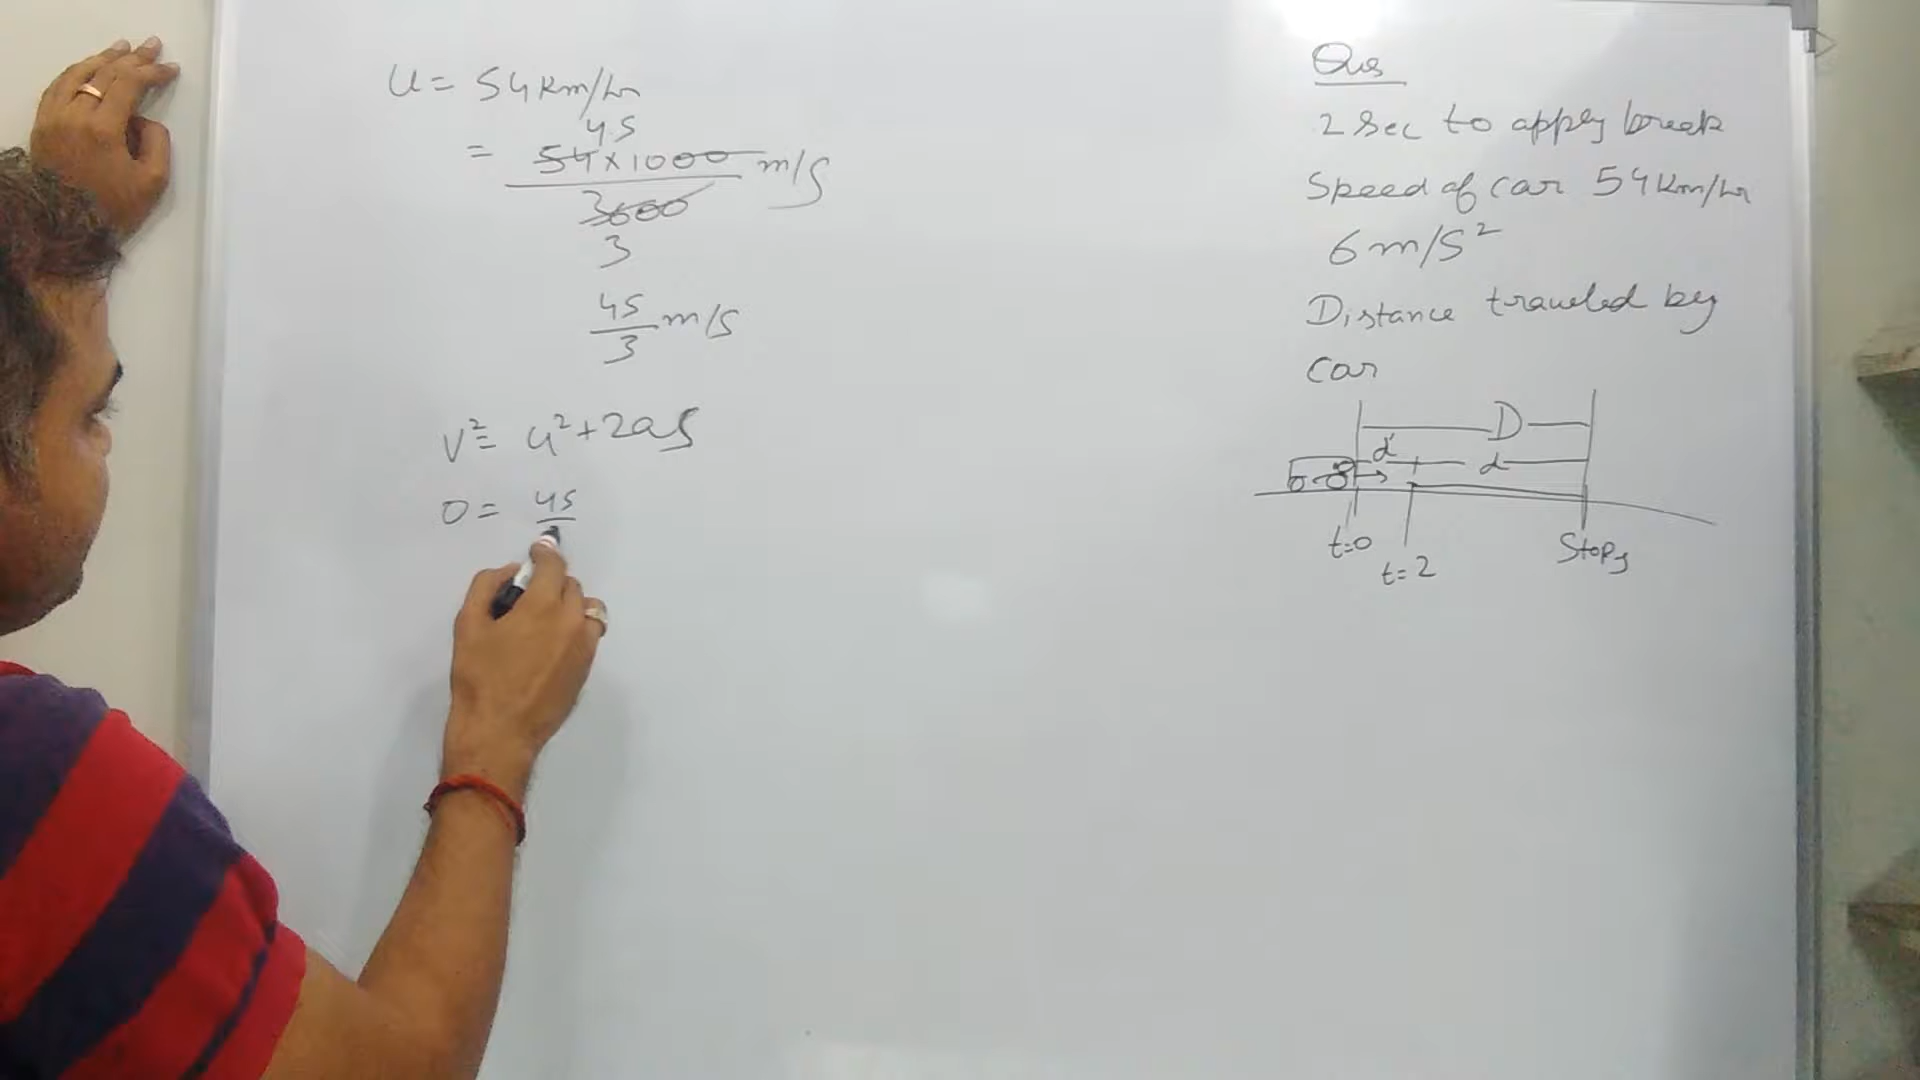 u = 54 km/hr
45
= 54 x 1000 m/s
3600
3
45
3 m/s
v² = u² + 2as
0 = 45
Qus
2 Sec to apply break
Speed of car 54 km/hr
6 m/s²
Distance traveled by
car
D
d' d
t=0
t=2
Stops